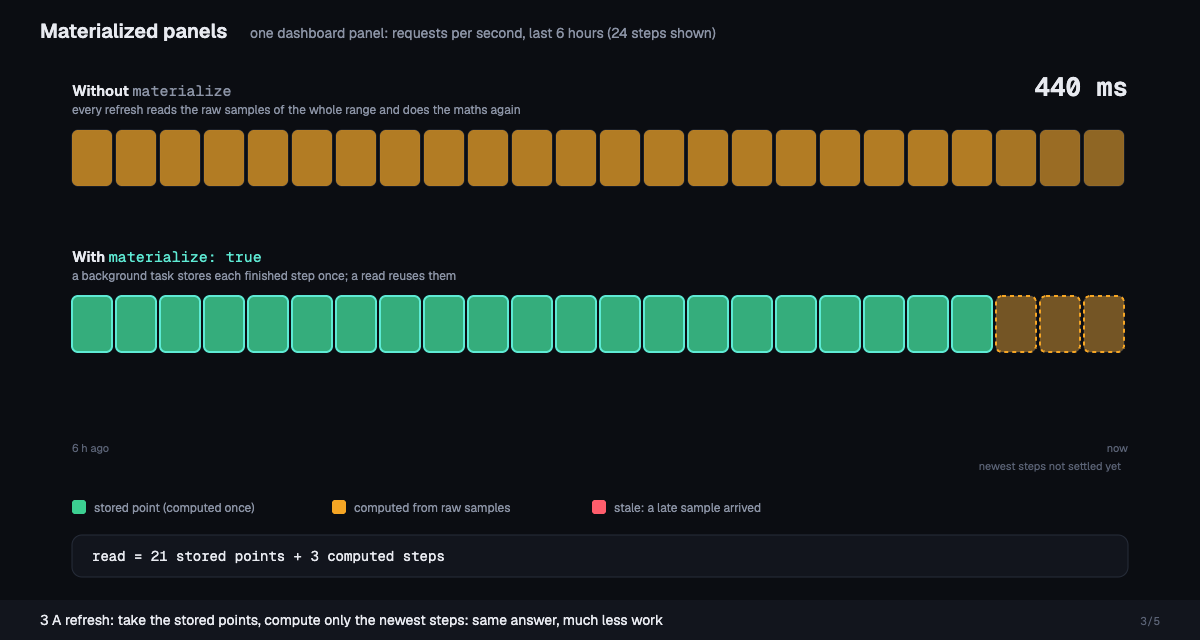 Materialized panels one dashboard panel: requests per second, last 6 hours (24 steps shown)
Without materialize
440 ms
every refresh reads the raw samples of the whole range and does the maths again
With materialize: true
a background task stores each finished step once; a read reuses them
6 h ago
now
newest steps not settled yet
stored point (computed once)
computed from raw samples
stale: a late sample arrived
read = 21 stored points + 3 computed steps
3 A refresh: take the stored points, compute only the newest steps: same answer, much less work
3/5